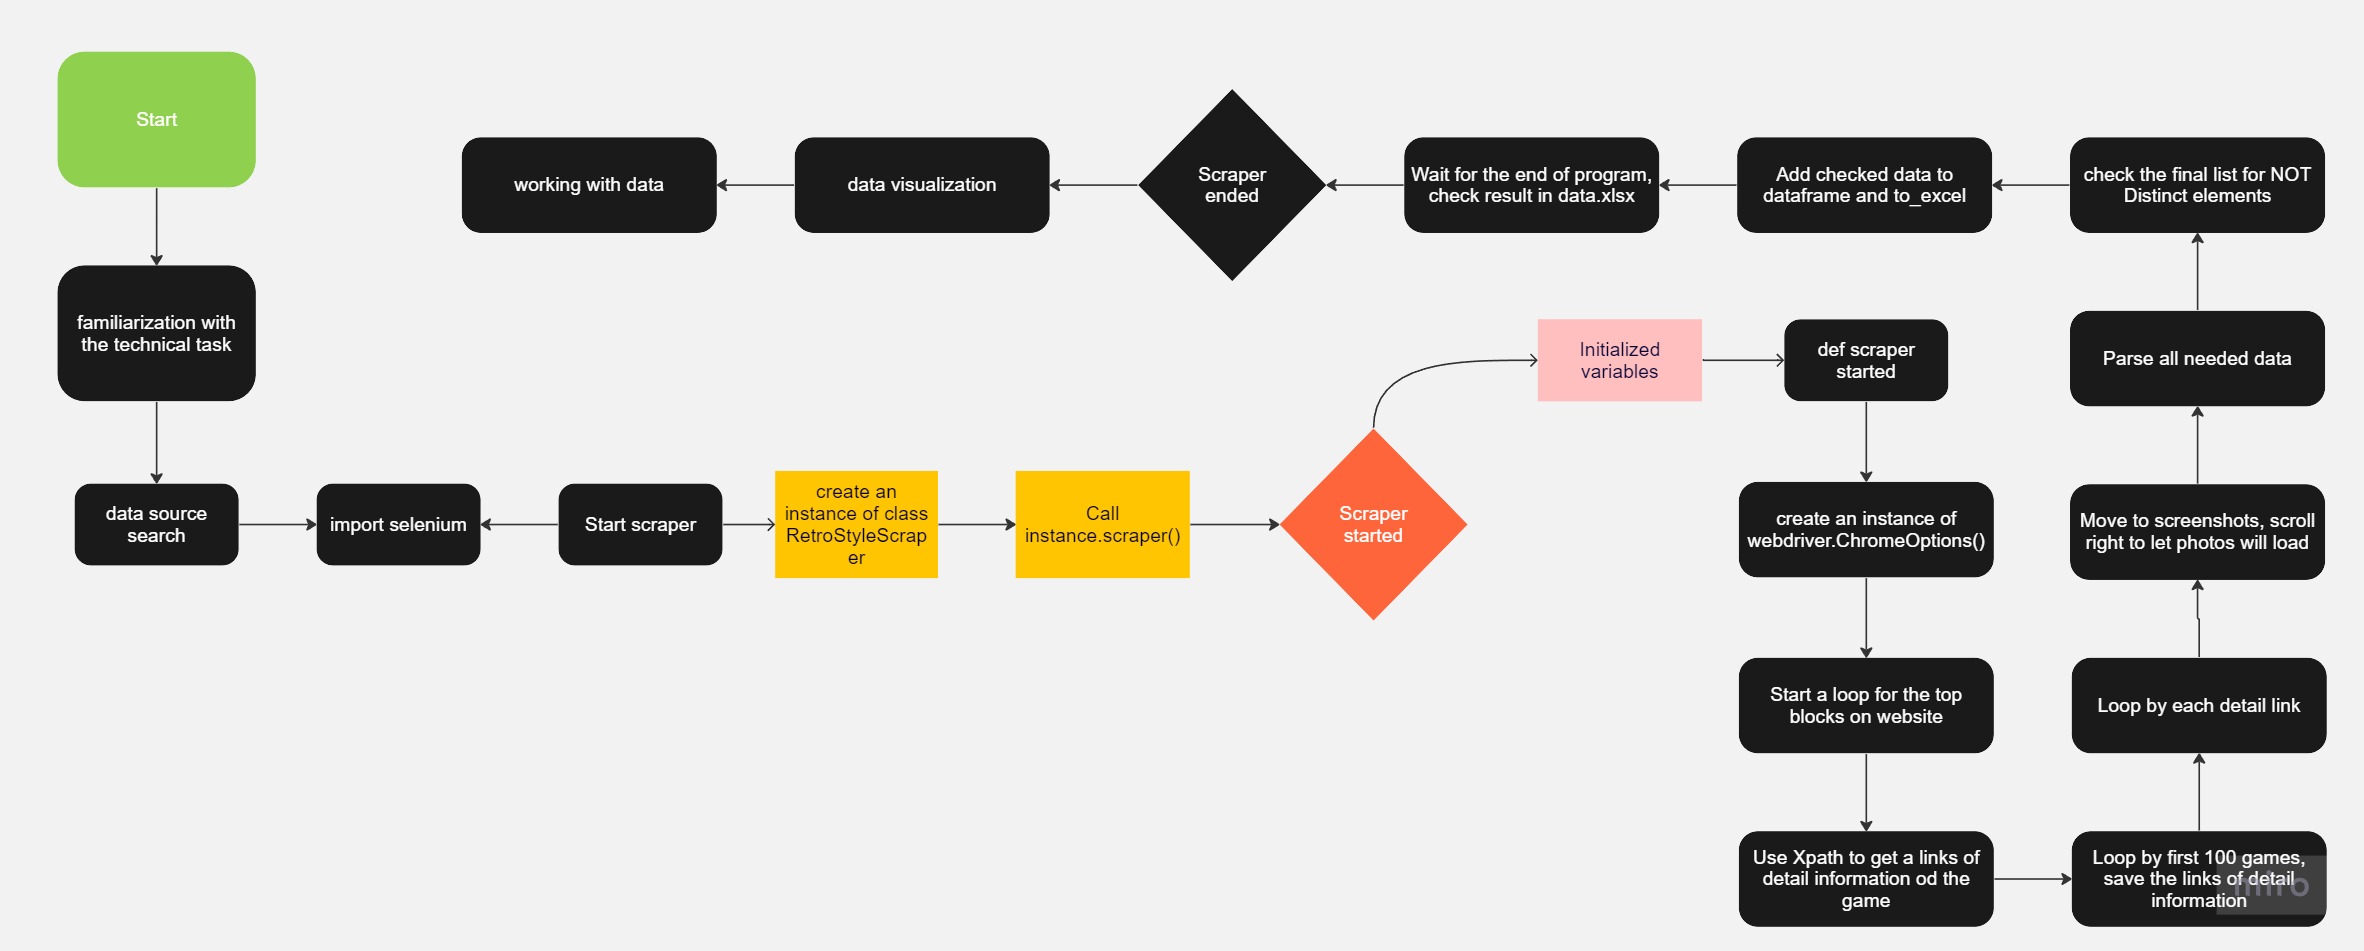 Start
familiarization with
the technical task
data source
search
import selenium
Start scraper
create an
instance of class
RetroStyleScrap
er
Call
instance.scraper()
Scraper
started
Initialized
variables
def scraper
started
create an instance of
webdriver.ChromeOptions()
Start a loop for the top
blocks on website
Use Xpath to get a links of
detail information od the
game
Loop by first 100 games,
save the links of detail
information
miro
Loop by each detail link
Move to screenshots, scroll
right to let photos will load
Parse all needed data
check the final list for NOT
Distinct elements
Add checked data to
dataframe and to_excel
Wait for the end of program,
check result in data.xlsx
Scraper
ended
data visualization
working with data